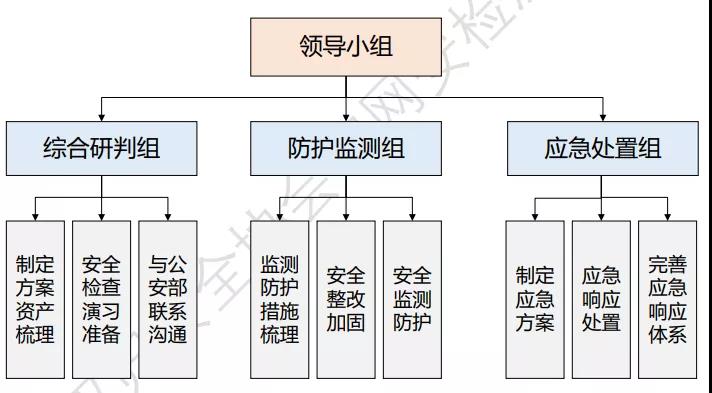 领导小组
综合研判组
防护监测组
应急处置组
制定
方案
资产
梳理
安全
检查
演习
准备
与公
安部
联系
沟通
监测
防护
措施
梳理
安全
整改
加固
安全
监测
防护
制定
应急
方案
应急
响应
处置
完善
应急
响应
体系